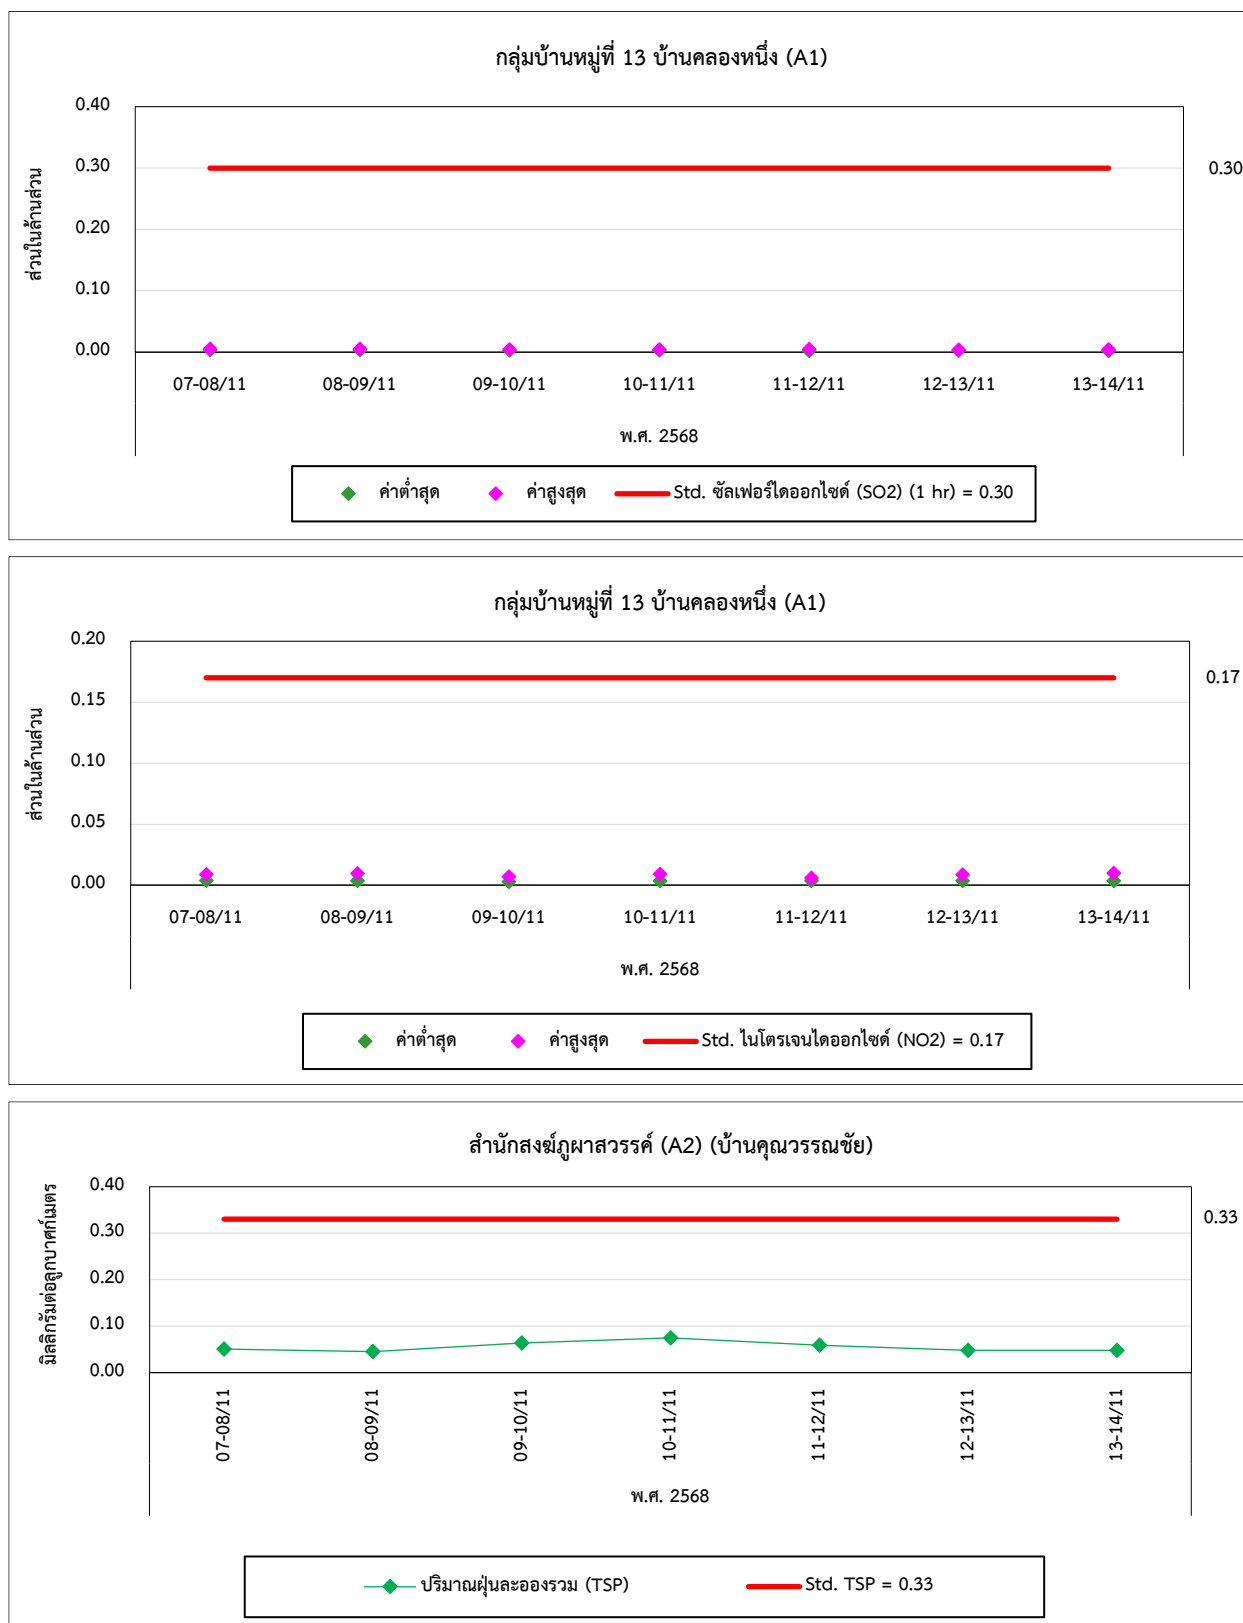 กลุ่มบ้านหมู่ที่ 13 บ้านคลองหนึ่ง (A1)
ส่วนในล้านส่วน
0.40
0.30
0.20
0.10
0.00
0.30
07-08/11 08-09/11 09-10/11 10-11/11 11-12/11 12-13/11 13-14/11
พ.ศ. 2568
ค่าต่ำสุด ค่าสูงสุด Std. ซัลเฟอร์ไดออกไซด์ (SO2) (1 hr) = 0.30
กลุ่มบ้านหมู่ที่ 13 บ้านคลองหนึ่ง (A1)
ส่วนในล้านส่วน
0.20
0.15
0.10
0.05
0.00
0.17
07-08/11 08-09/11 09-10/11 10-11/11 11-12/11 12-13/11 13-14/11
พ.ศ. 2568
ค่าต่ำสุด ค่าสูงสุด Std. ไนโตรเจนไดออกไซด์ (NO2) = 0.17
สำนักสงฆ์ภูผาสวรรค์ (A2) (บ้านคุณวรรณชัย)
มิลลิกรัมต่อลูกบาศก์เมตร
0.40
0.30
0.20
0.10
0.00
0.33
07-08/11 08-09/11 09-10/11 10-11/11 11-12/11 12-13/11 13-14/11
พ.ศ. 2568
ปริมาณฝุ่นละอองรวม (TSP) Std. TSP = 0.33